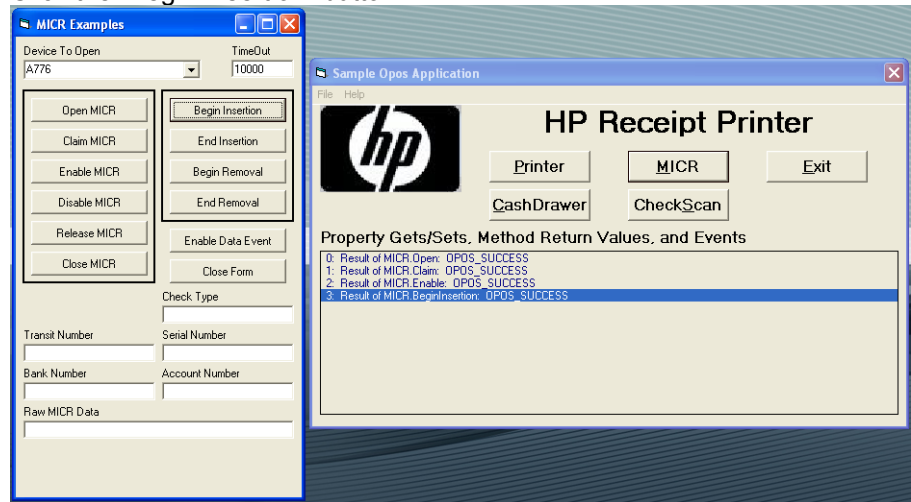 MICR Examples
Device To Open
TimeOut
A776
10000
Open MICR
Begin Insertion
Claim MICR
End Insertion
Enable MICR
Begin Removal
Disable MICR
End Removal
Release MICR
Enable Data Event
Close MICR
Close Form
Check Type
Transit Number
Serial Number
Bank Number
Account Number
Raw MICR Data
Sample Opos Application
File Help
hp
HP Receipt Printer
Printer
MICR
Exit
CashDrawer
CheckScan
Property Gets/Sets, Method Return Values, and Events
0: Result of MICR.Open: OPOS_SUCCESS
1: Result of MICR.Claim: OPOS_SUCCESS
2: Result of MICR.Enable: OPOS_SUCCESS
3: Result of MICR.BeginInsertion: OPOS_SUCCESS